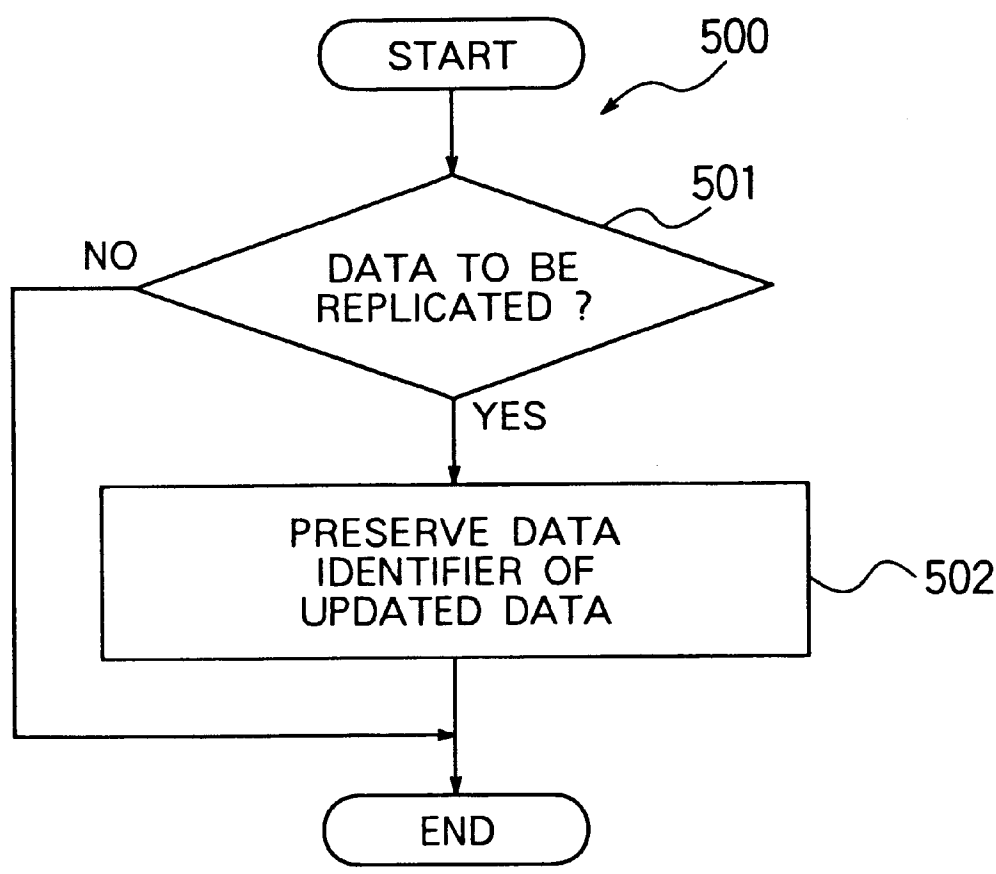 START
500
501
NO
DATA TO BE
REPLICATED ?
YES
PRESERVE DATA
IDENTIFIER OF
UPDATED DATA
502
END